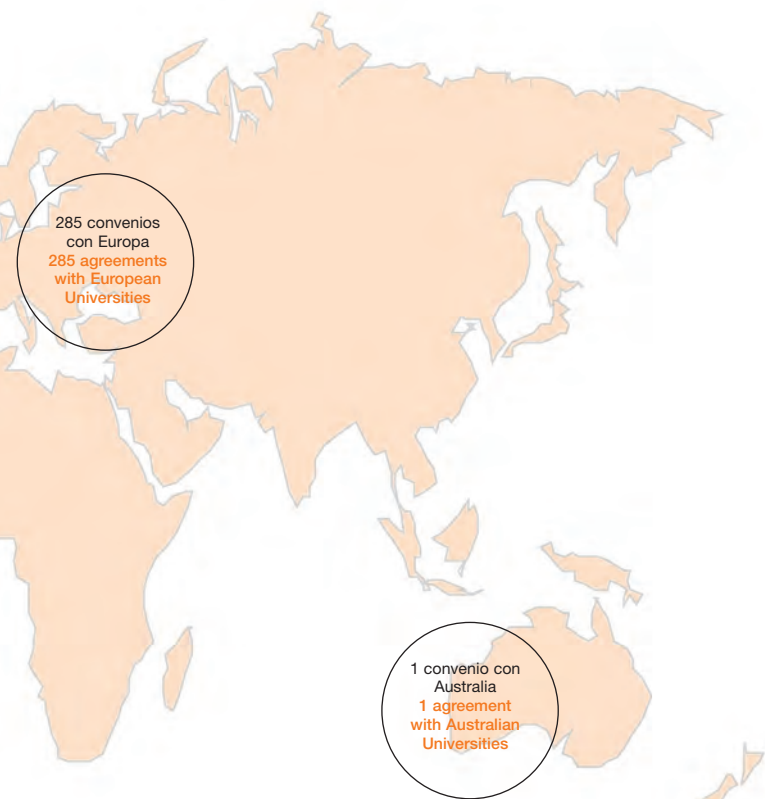 285 convenios
con Europa
285 agreements
with European
Universities
1 convenio con
Australia
1 agreement
with Australian
Universities